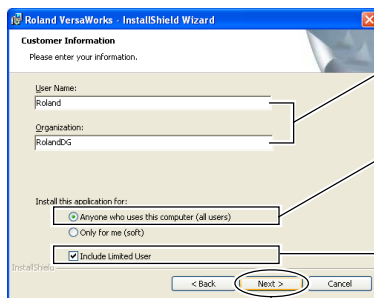 Roland VersaWorks - InstallShield Wizard
Customer Information
Please enter your information.
User Name:
Roland
Organization:
RolandDG
Install this application for:
Anyone who uses this computer (all users)
Only for me (soft)
Include Limited User
InstallShield
< Back
Next >
Cancel